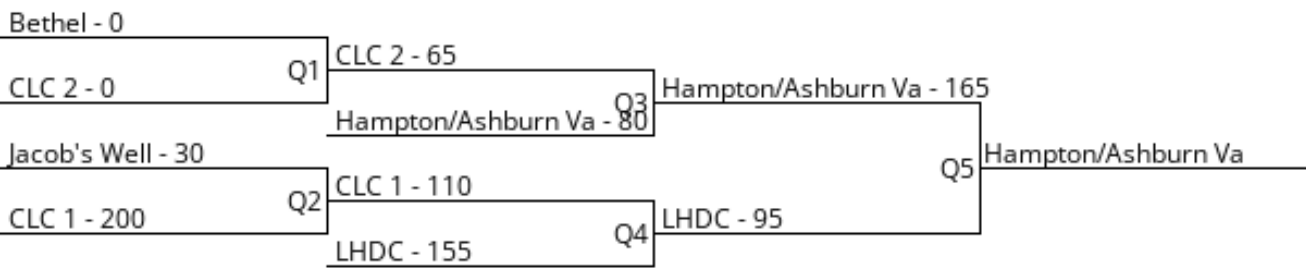 Bethel - 0
CLC 2 - 65
Q1
CLC 2 - 0
Hampton/Ashburn Va - 165
Q3
Hampton/Ashburn Va - 80
Jacob's Well - 30
Q5
Hampton/Ashburn Va
CLC 1 - 110
Q2
CLC 1 - 200
LHDC - 95
Q4
LHDC - 155